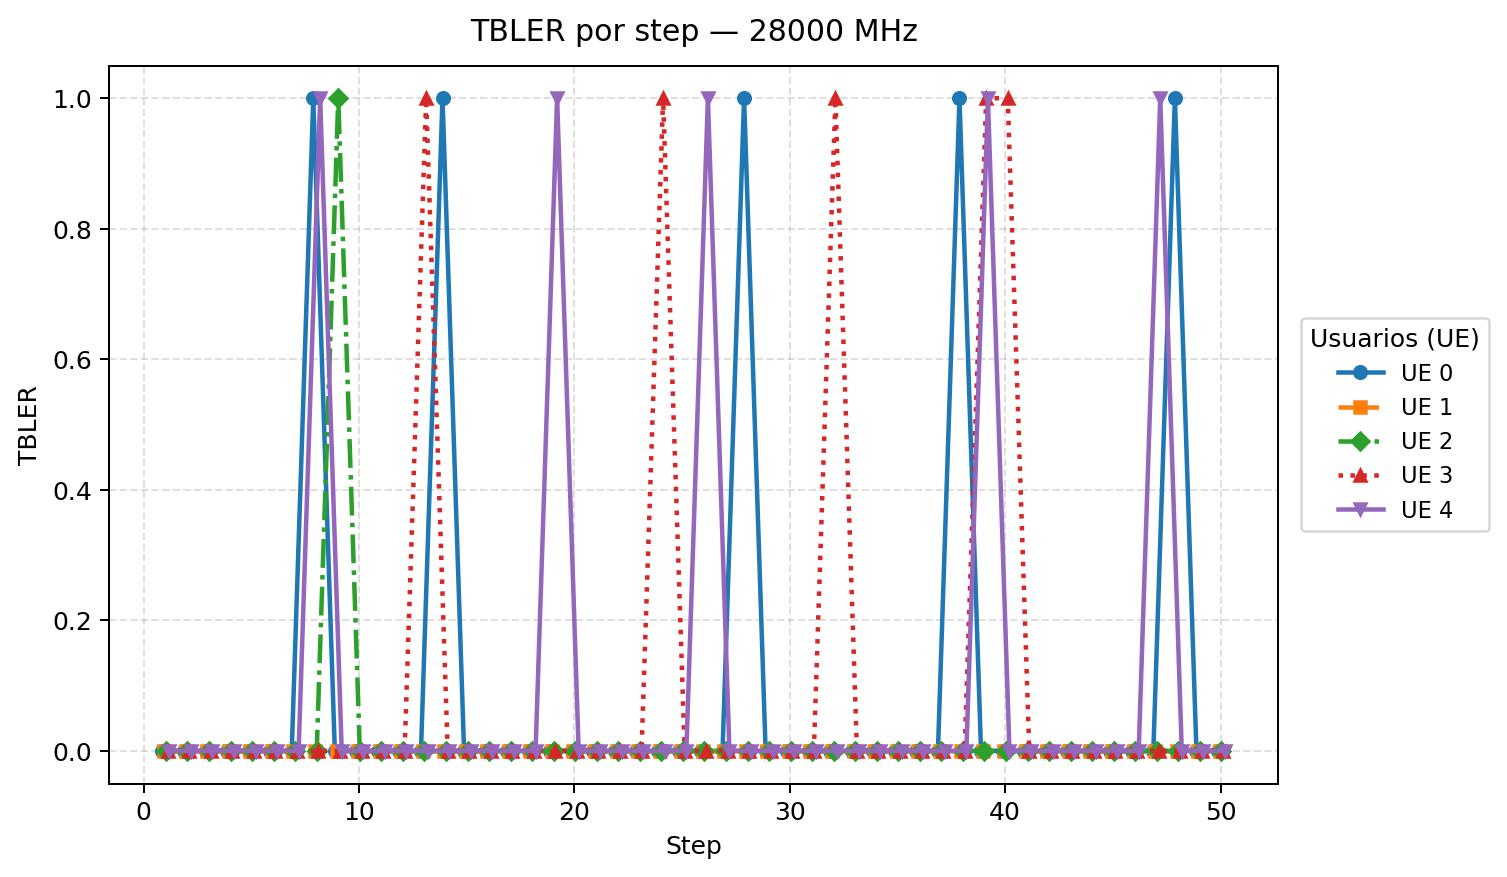 TBLER por step — 28000 MHz
1.0
0.8
0.6
0.4
0.2
0.0
TBLER
0 10 20 30 40 50
Step
Usuarios (UE)
UE 0
UE 1
UE 2
UE 3
UE 4